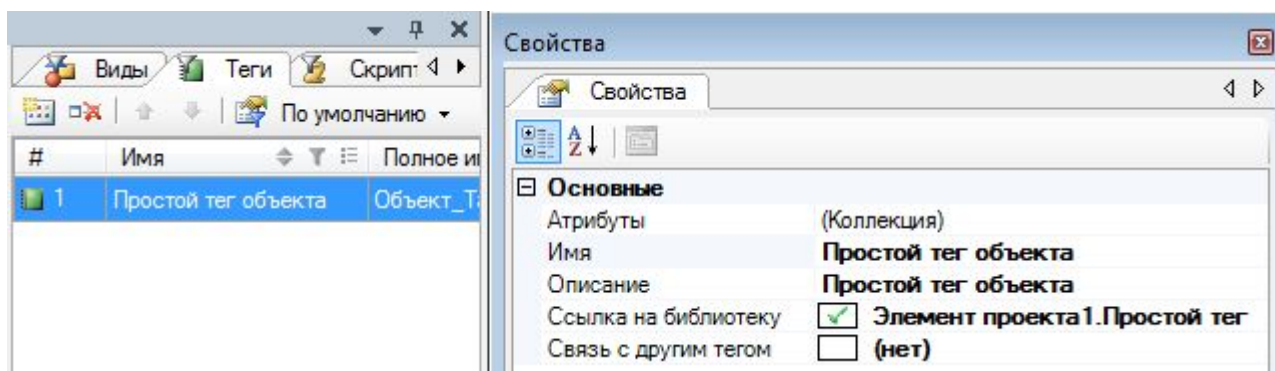 Виды Теги Скрипт
По умолчанию
# Имя Полное и
1 Простой тег объекта Объект_Т
Свойства
Свойства
Основные
Атрибуты (Коллекция)
Имя Простой тег объекта
Описание Простой тег объекта
Ссылка на библиотеку Элемент проекта1.Простой тег
Связь с другим тегом (нет)